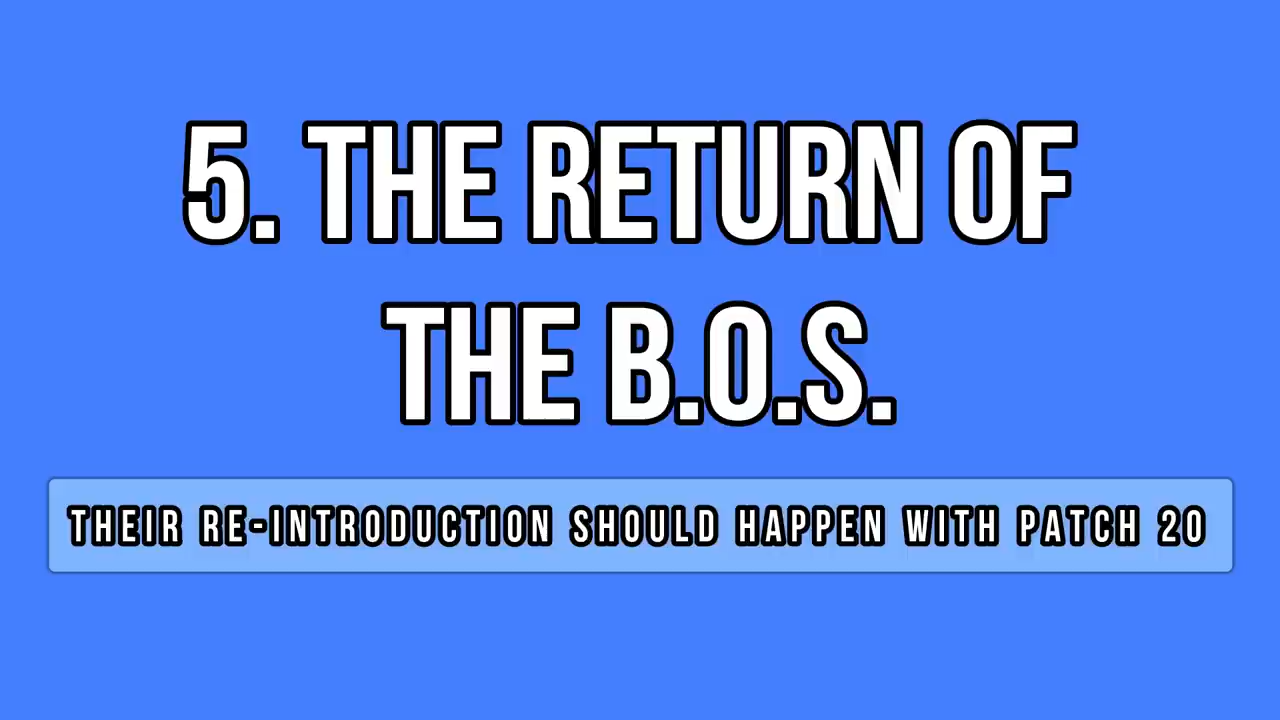 5. THE RETURN OF
THE B.O.S.
THEIR RE-INTRODUCTION SHOULD HAPPEN WITH PATCH 20